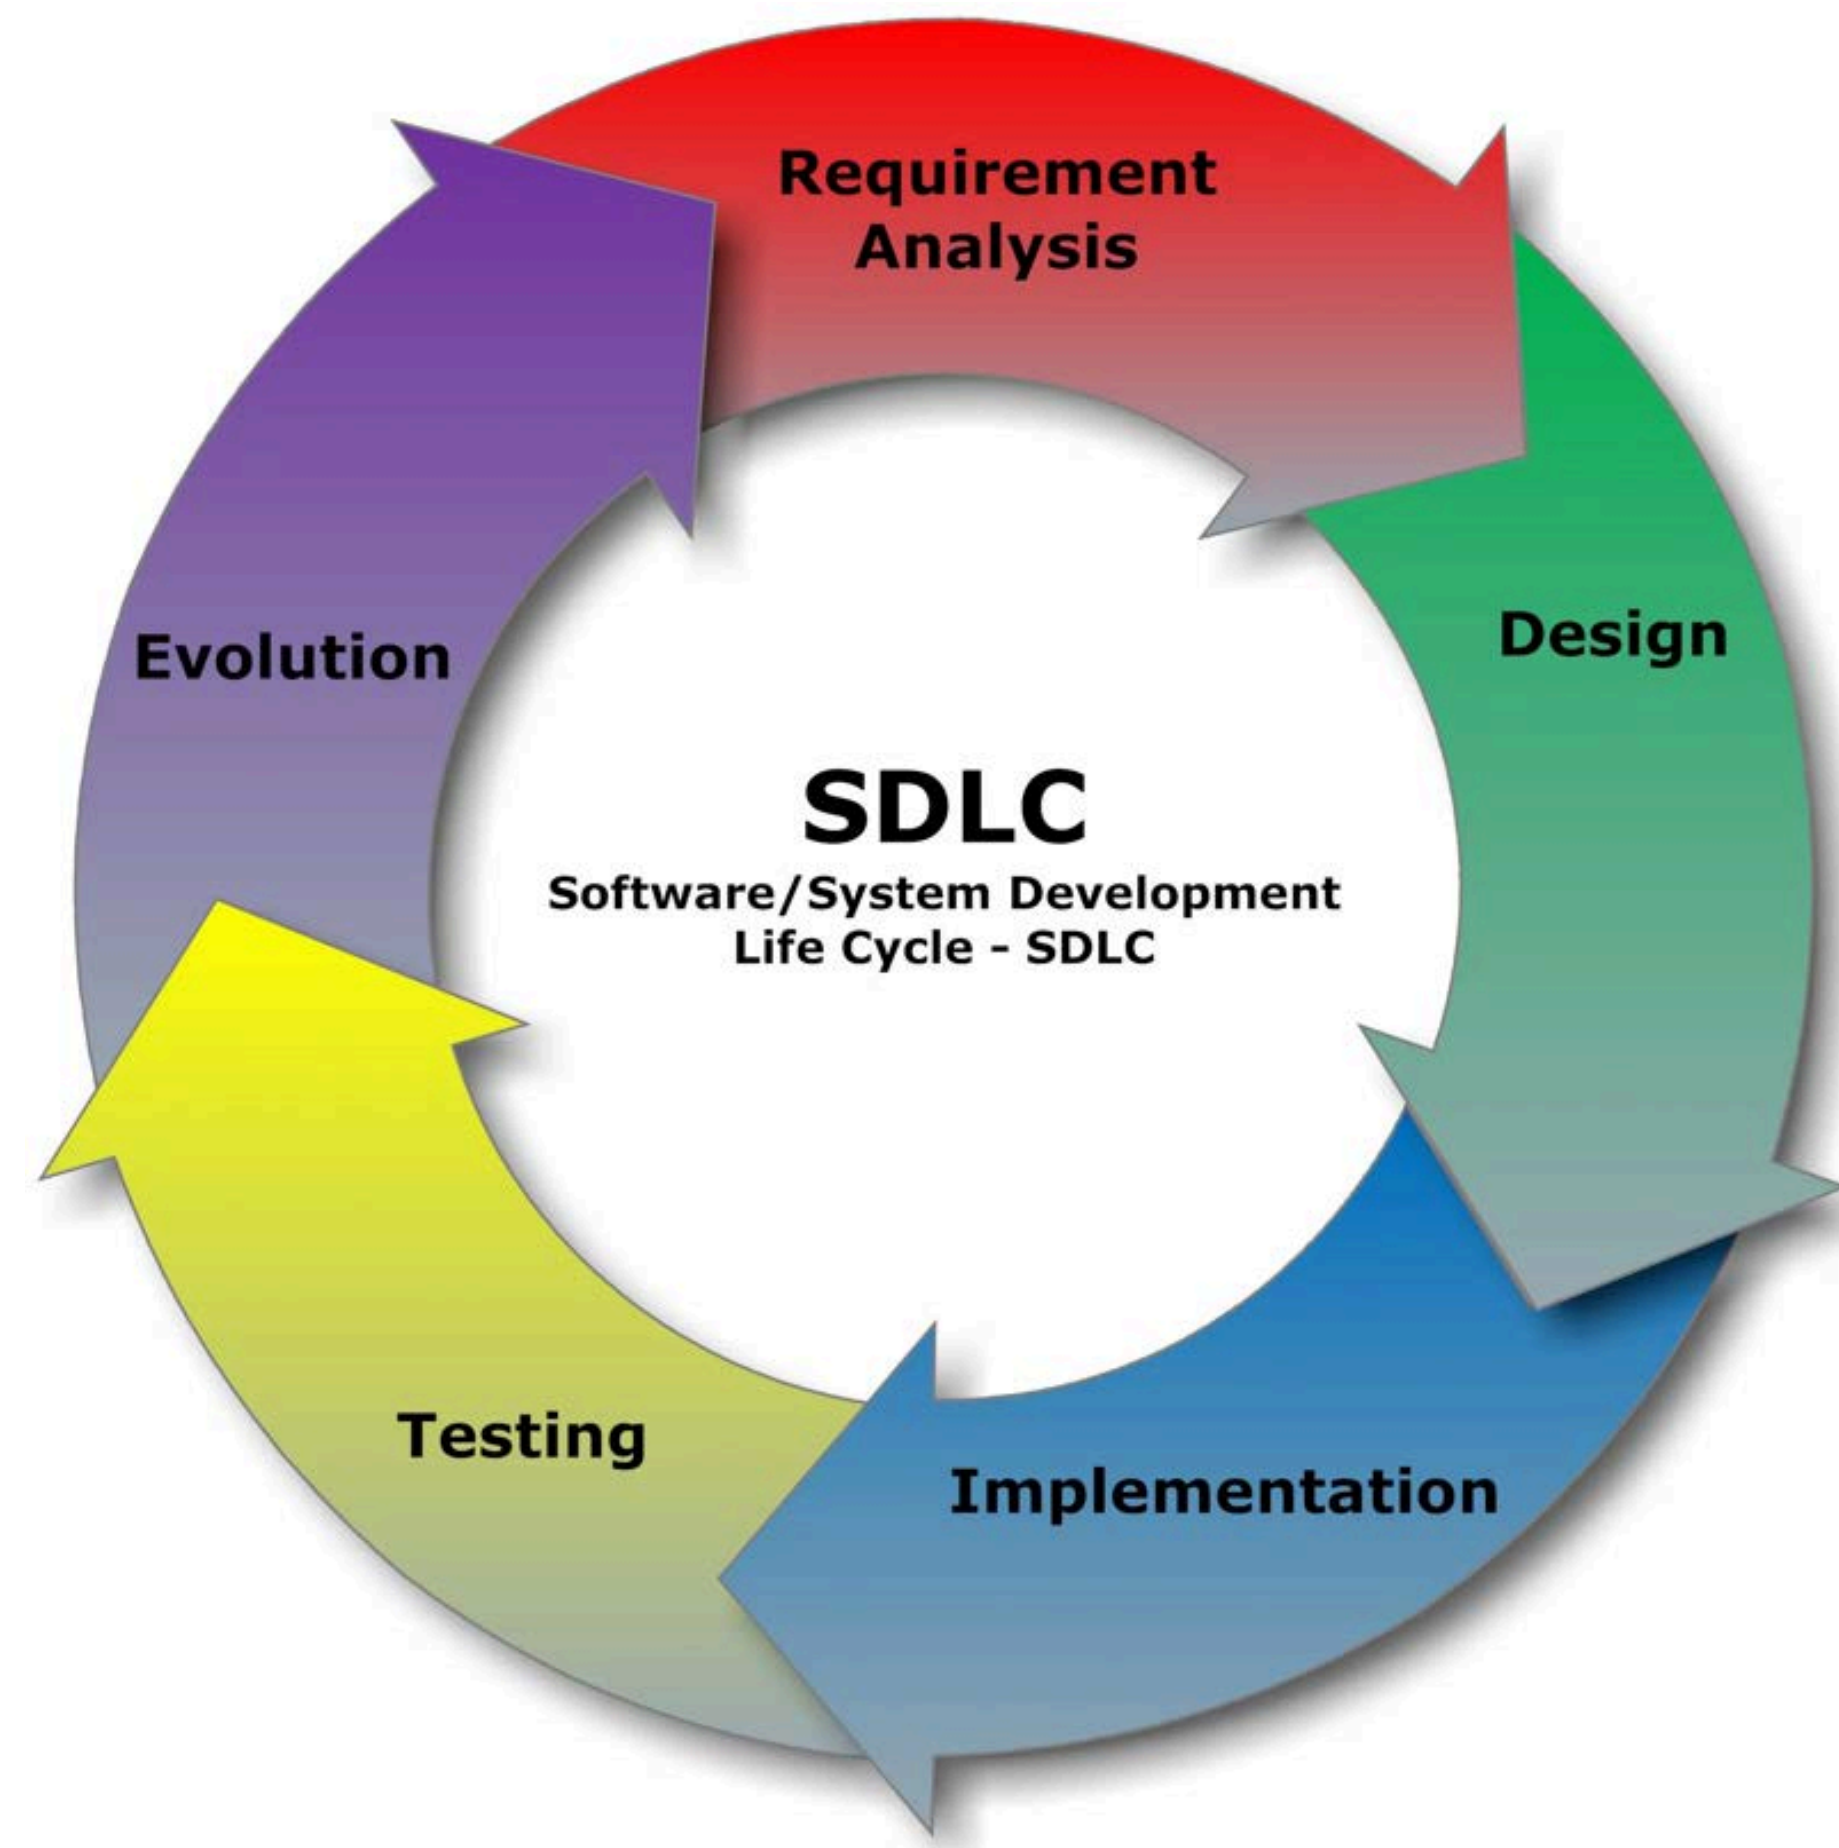 Requirement
Analysis
Design
Evolution
SDLC
Software/System Development
Life Cycle - SDLC
Testing
Implementation